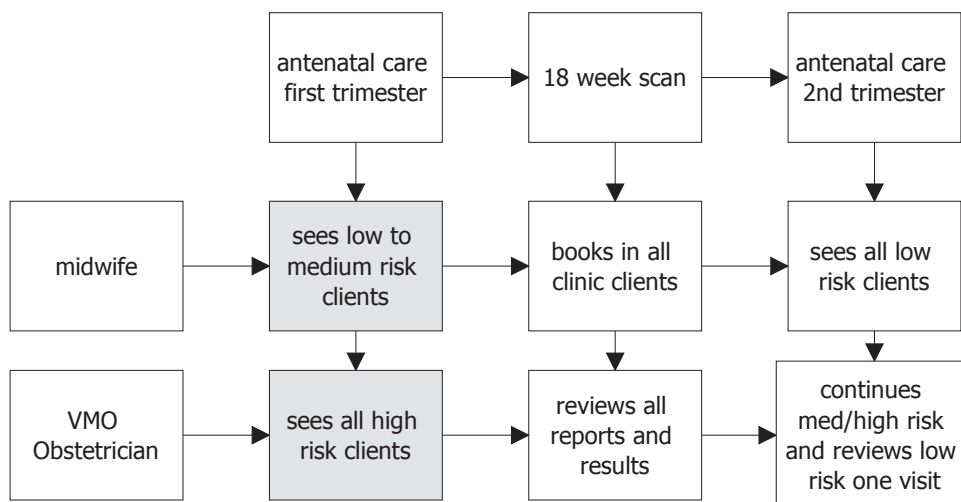 antenatal care
first trimester
18 week scan
antenatal care
2nd trimester
midwife
sees low to
medium risk
clients
books in all
clinic clients
sees all low
risk clients
VMO
Obstetrician
sees all high
risk clients
reviews all
reports and
results
continues
med/high risk
and reviews low
risk one visit